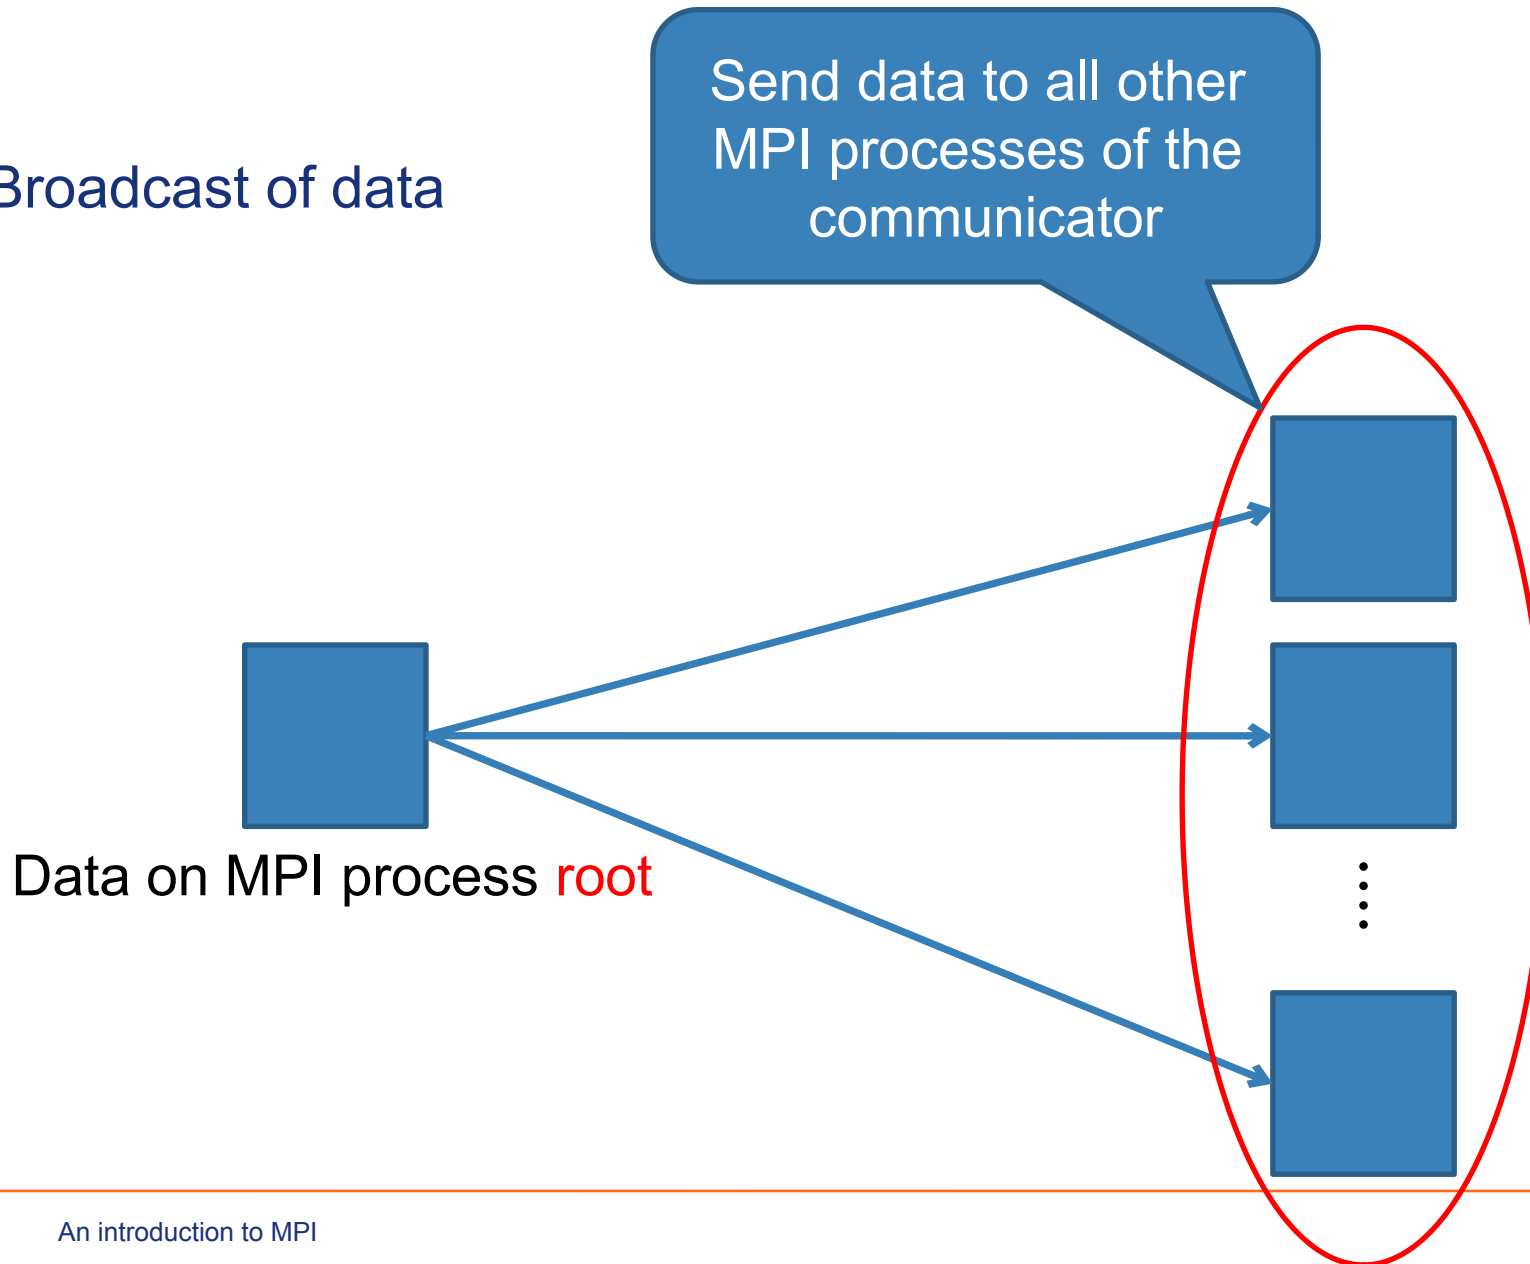 Broadcast of data
Send data to all other
MPI processes of the
communicator
Data on MPI process root
An introduction to MPI